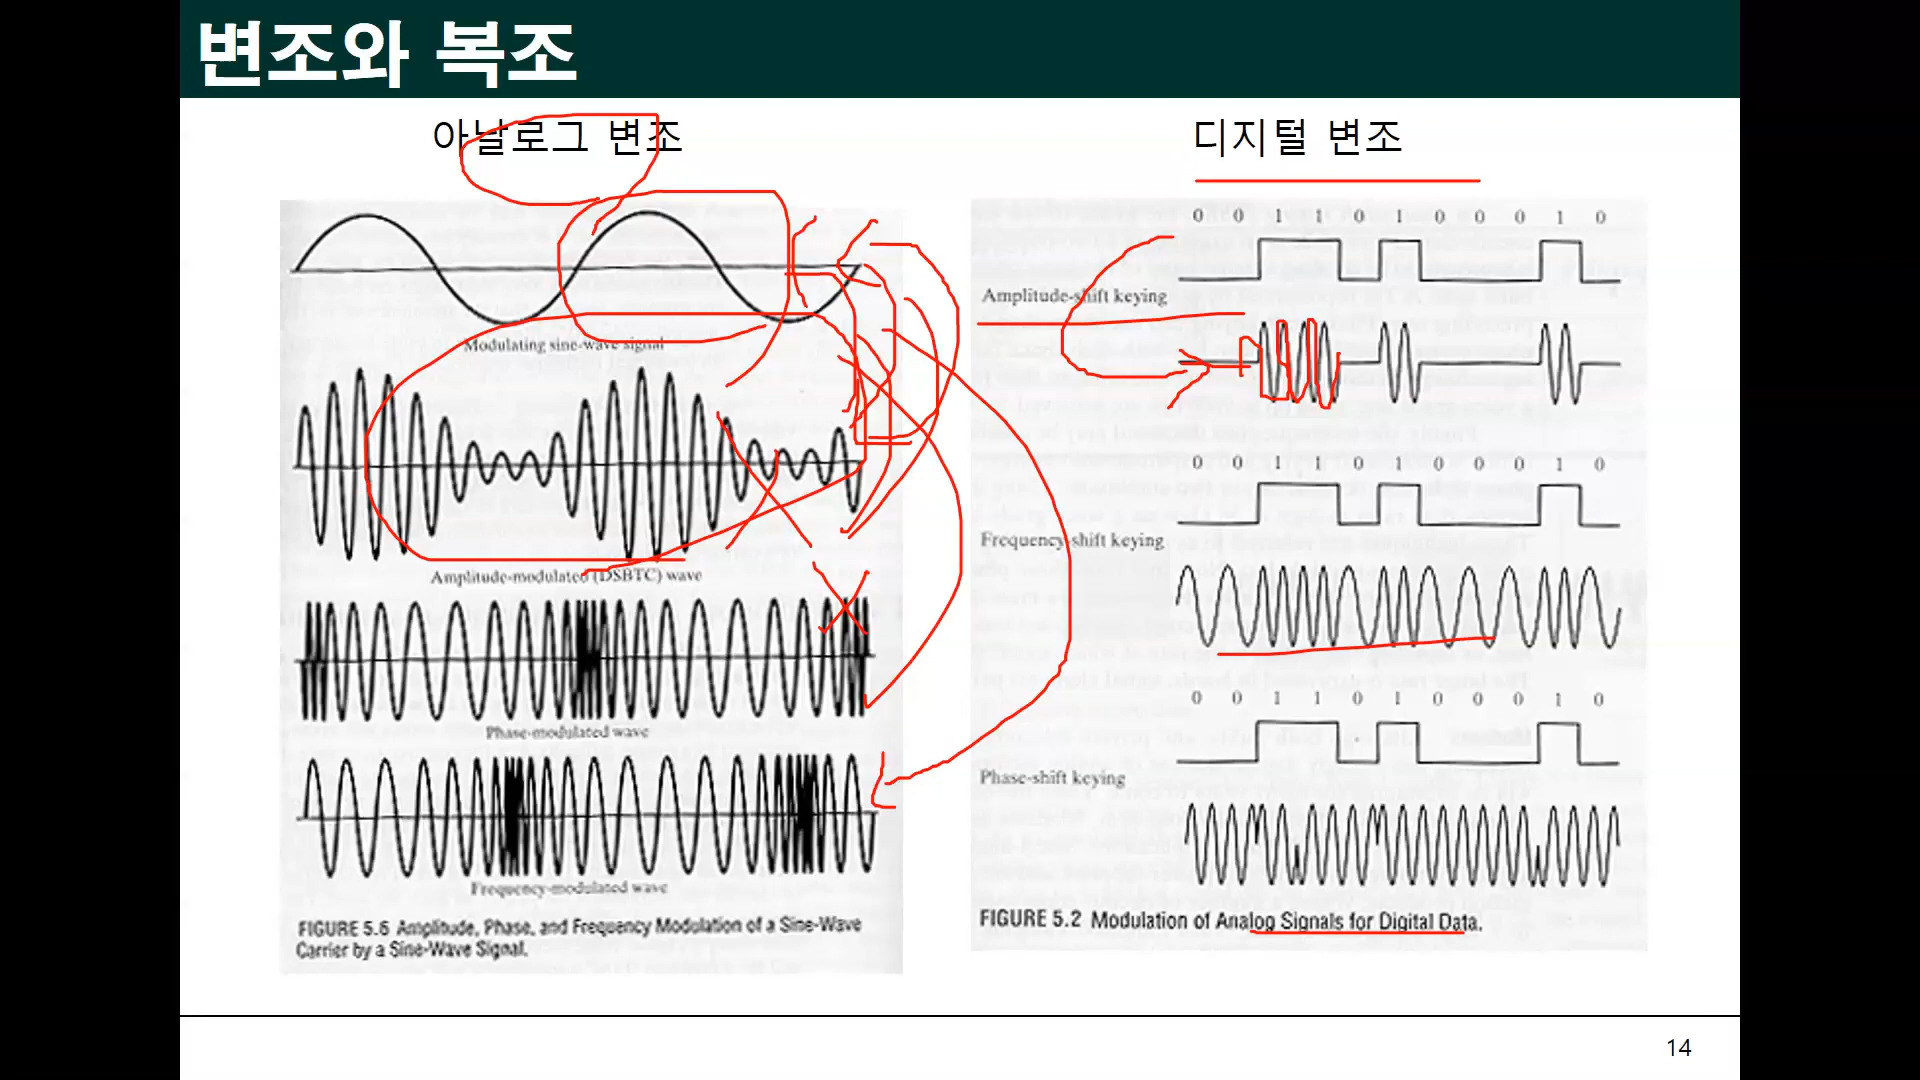 변조와 복조
아날로그 변조
Modulating sine-wave signal
Amplitude-modulated (DSBTC) wave
Phase-modulated wave
Frequency-modulated wave
FIGURE 5.6 Amplitude, Phase, and Frequency Modulation of a Sine-Wave
Carrier by a Sine-Wave Signal.
디지털 변조
0 0 1 1 0 1 0 0 0 1 0
Amplitude-shift keying
0 0 1 1 0 1 0 0 0 1 0
Frequency-shift keying
0 0 1 1 0 1 0 0 0 1 0
Phase-shift keying
FIGURE 5.2 Modulation of Analog Signals for Digital Data.
14